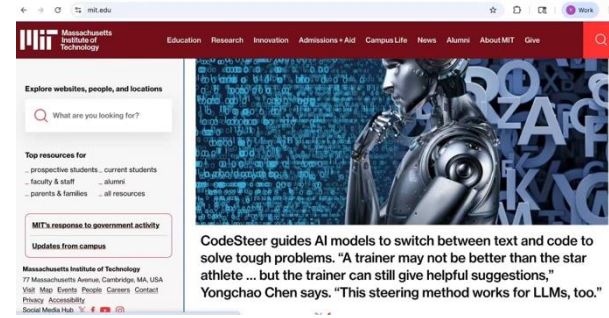 mit.edu
Work
Massachusetts
Institute of
Technology
Education Research Innovation Admissions + Aid Campus Life News Alumni About MIT Give
Explore websites, people, and locations
What are you looking for?
Top resources for
prospective students
current students
faculty & staff
alumni
parents & families
all resources
MIT's response to government activity
Updates from campus
Massachusetts Institute of Technology
77 Massachusetts Avenue, Cambridge, MA, USA
Visit Map Events People Careers Contact
Privacy Accessibility
Social Media Hub
CodeSteer guides AI models to switch between text and code to
solve tough problems. “A trainer may not be better than the star
athlete ... but the trainer can still give helpful suggestions,”
Yongchao Chen says. “This steering method works for LLMs, too.”